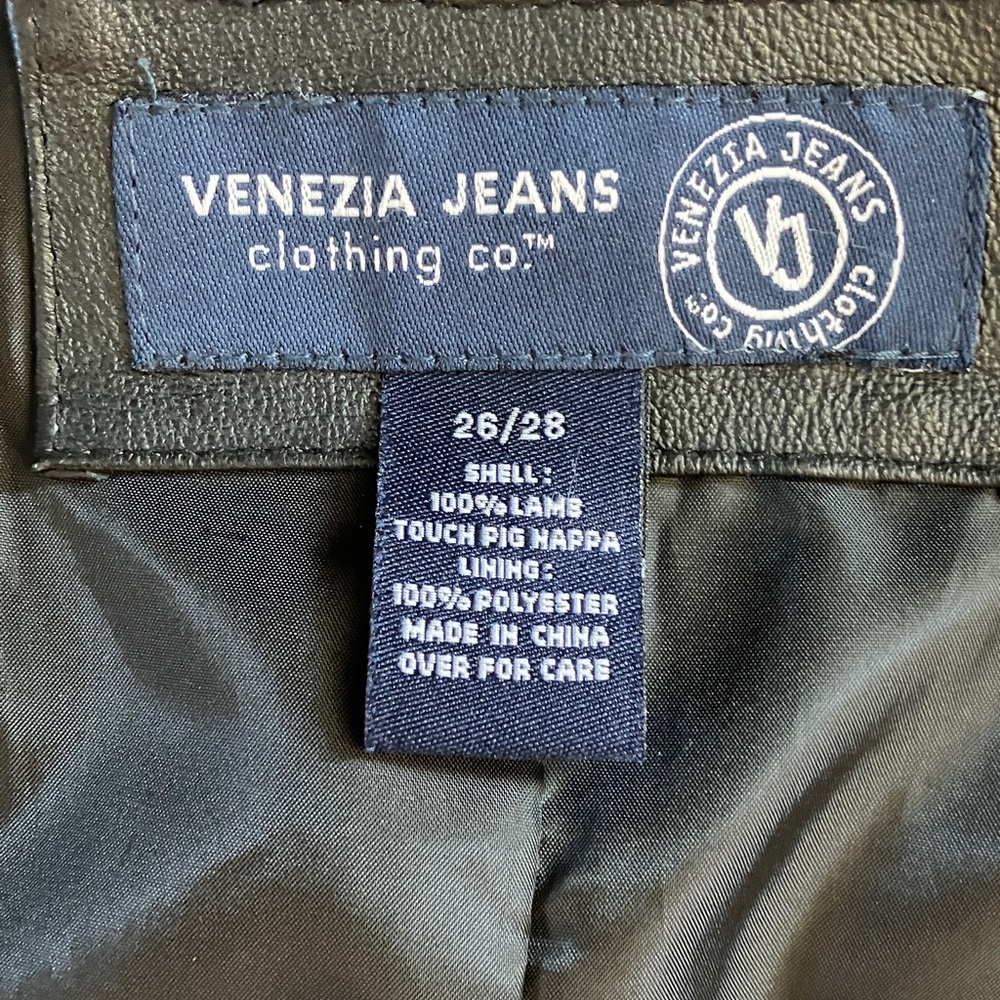 VENEZIA JEANS
clothing co.™
VENEZIA JEANS clothing co™
VJ
26/28
SHELL:
100% LAMB
TOUCH PIG NAPPA
LINING:
100% POLYESTER
MADE IN CHINA
OVER FOR CARE